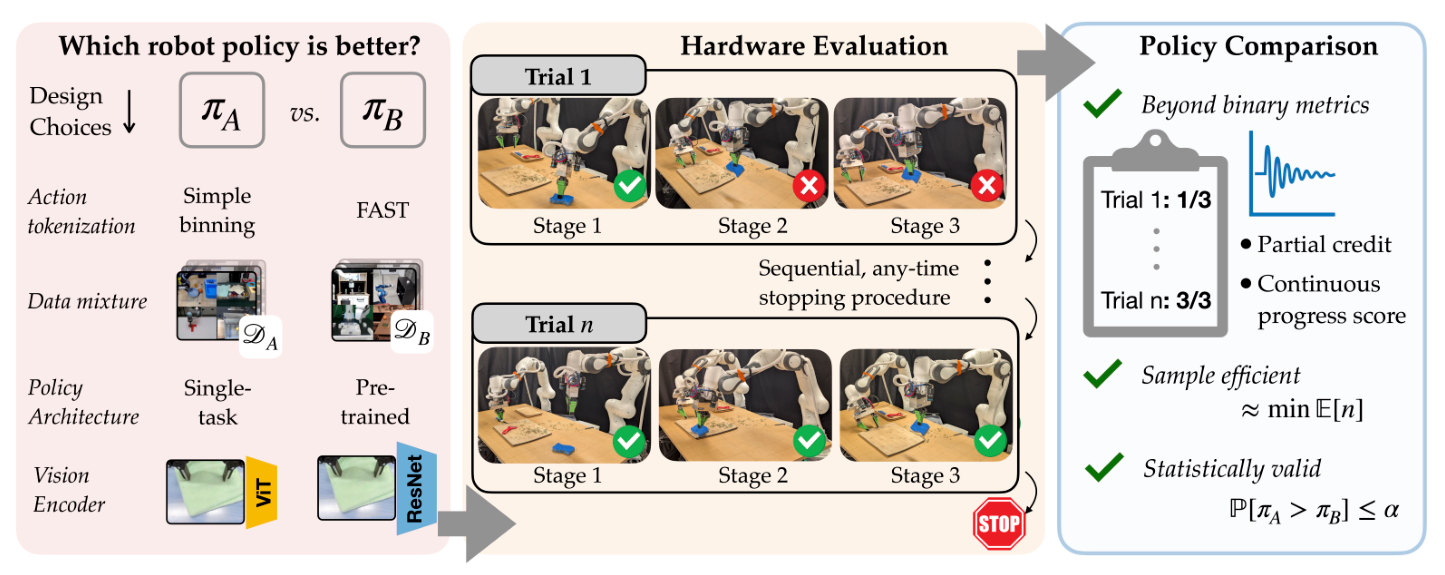 Which robot policy is better?
Design
Choices
π_A
vs.
π_B
Action
tokenization
Simple
binning
FAST
Data mixture
𝒟_A
𝒟_B
Policy
Architecture
Single-
task
Pre-
trained
Vision
Encoder
ViT
ResNet
Hardware Evaluation
Trial 1
Stage 1
Stage 2
Stage 3
Sequential, any-time
stopping procedure
Trial n
Stage 1
Stage 2
Stage 3
STOP
Policy Comparison
Beyond binary metrics
Trial 1: 1/3
Trial n: 3/3
• Partial credit
• Continuous
progress score
Sample efficient
≈ min 𝔼[n]
Statistically valid
ℙ[π_A > π_B] ≤ α